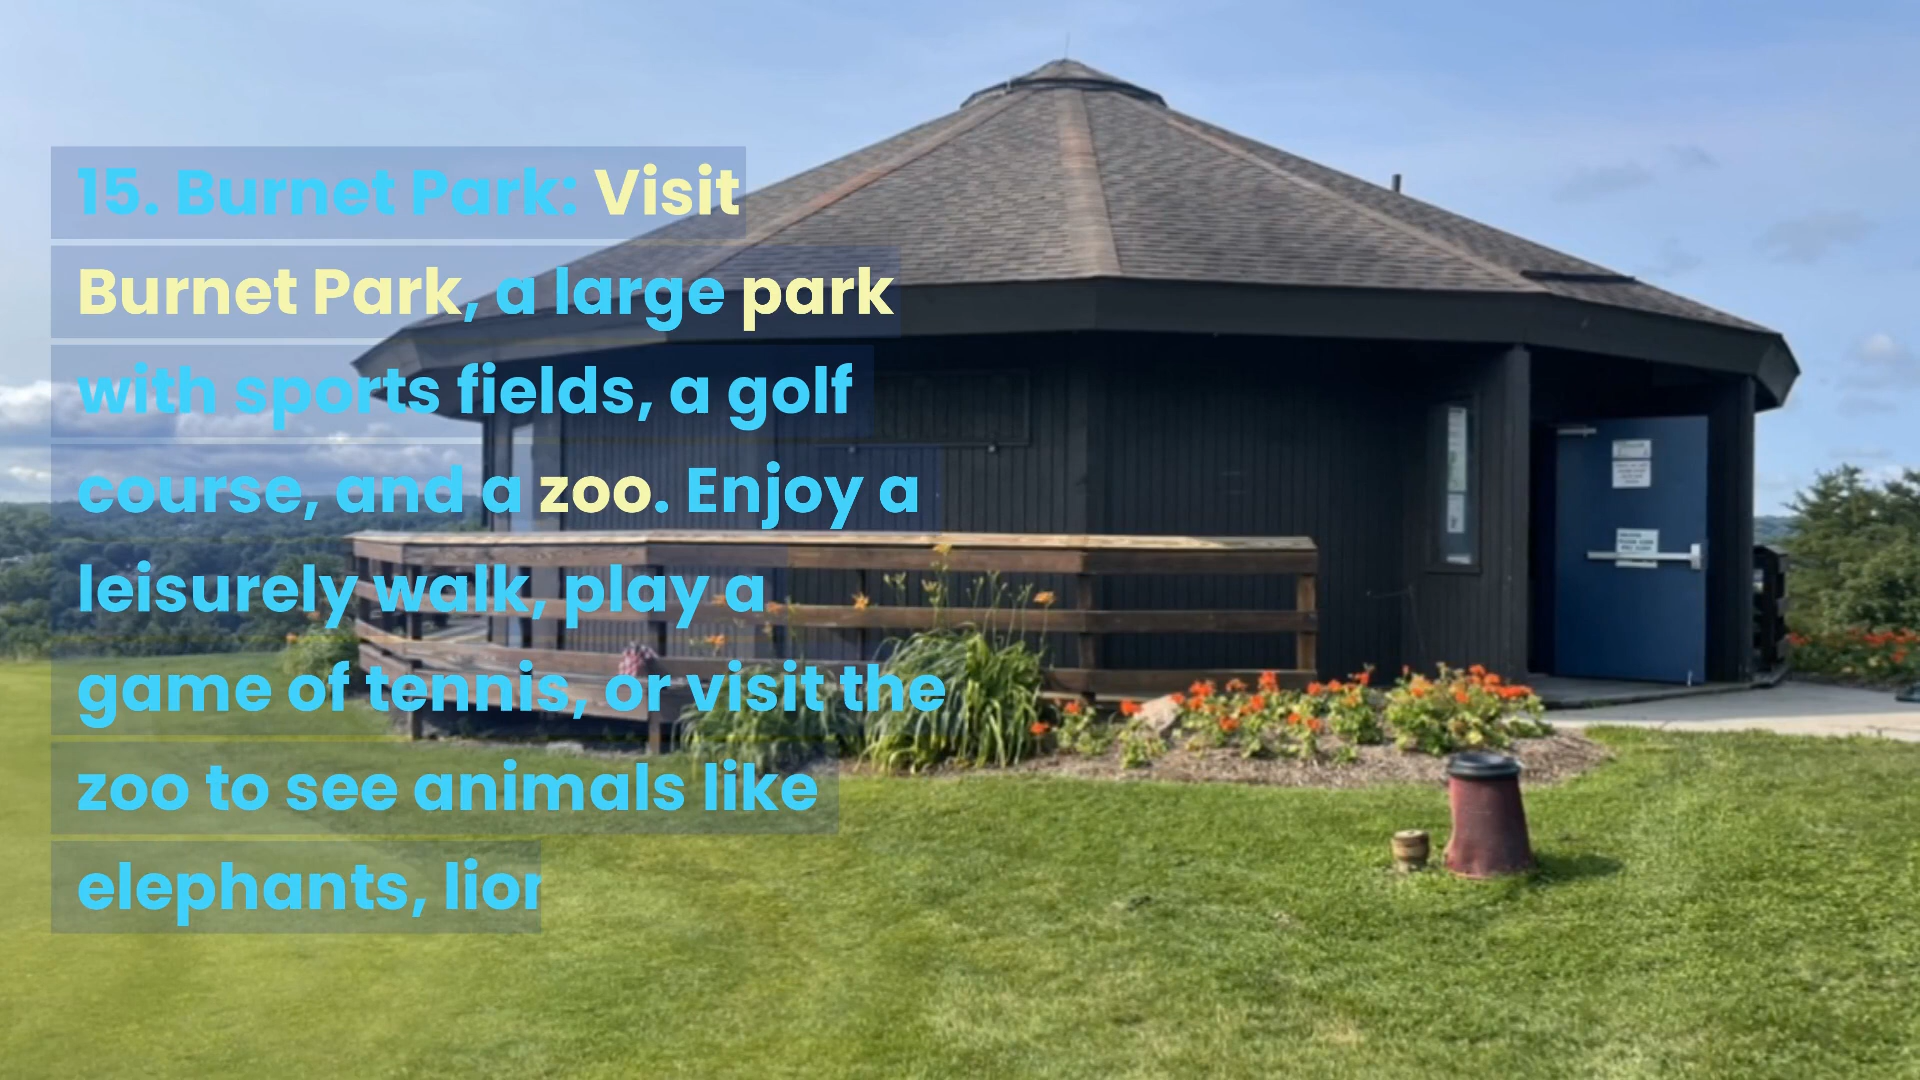 15. Burnet Park: Visit
Burnet Park, a large park
with sports fields, a golf
course, and a zoo. Enjoy a
leisurely walk, play a
game of tennis, or visit the
zoo to see animals like
elephants,